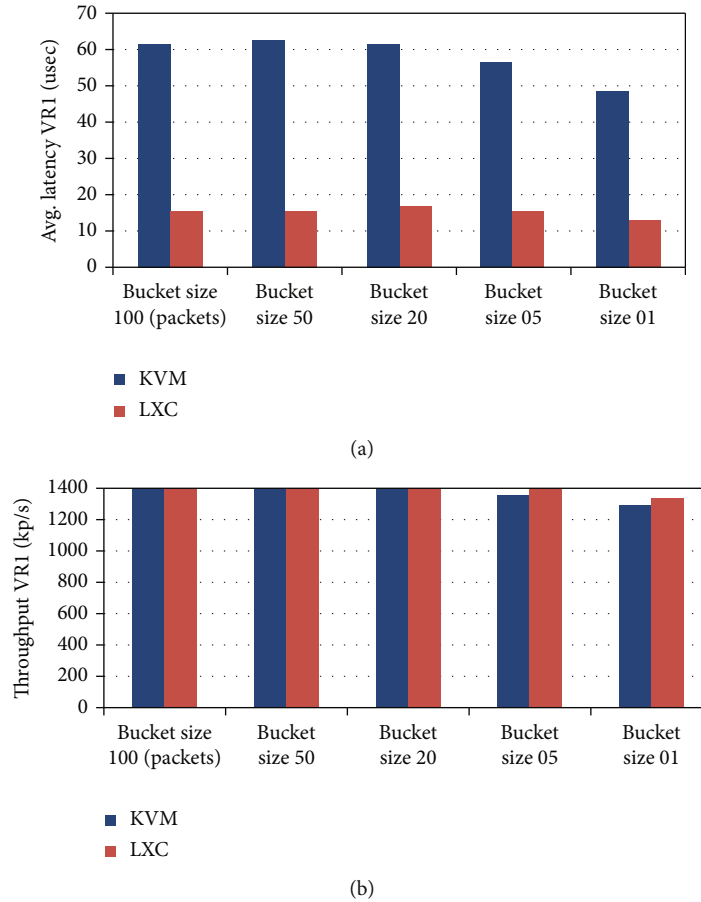 70
60
50
40
30
20
10
0
Avg. latency VR1 (usec)
Bucket size
100 (packets)
Bucket
size 50
Bucket
size 20
Bucket
size 05
Bucket
size 01
KVM
LXC
(a)
1400
1200
1000
800
600
400
200
0
Throughput VR1 (kp/s)
Bucket size
100 (packets)
Bucket
size 50
Bucket
size 20
Bucket
size 05
Bucket
size 01
KVM
LXC
(b)